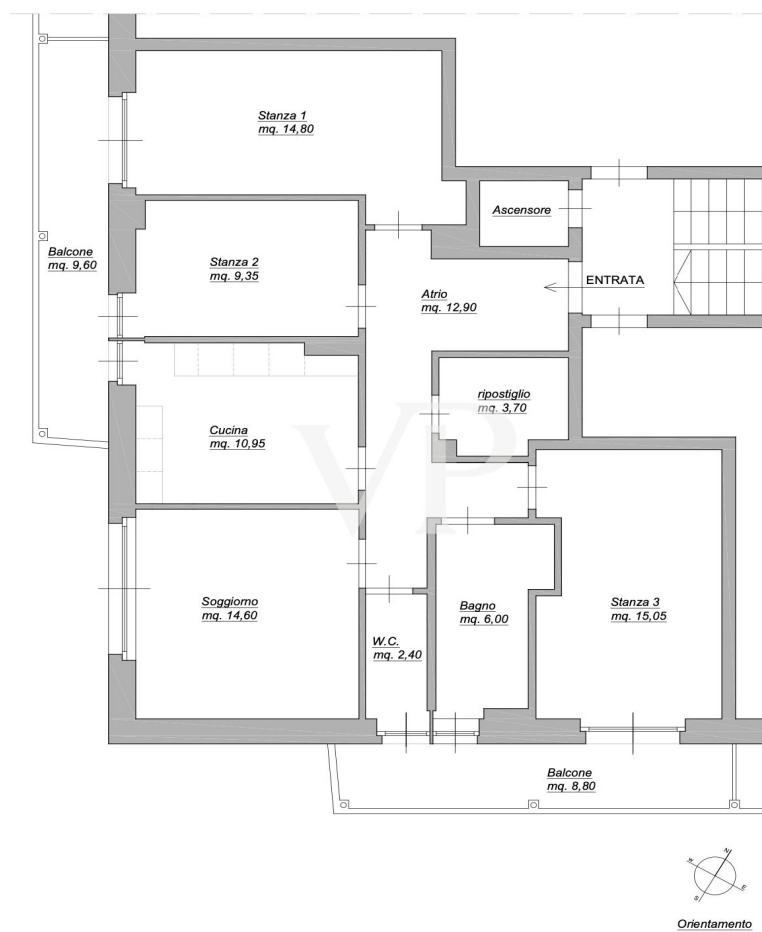 Stanza 1
mq. 14,80
Ascensore
Stanza 2
mq. 9,35
Balcone
mq. 9,60
Atrio
mq. 12,90
ENTRATA
ripostiglio
mq. 3,70
Cucina
mq. 10,95
VP
Soggiorno
mq. 14,60
Bagno
mq. 6,00
Stanza 3
mq. 15,05
W.C.
mq. 2,40
Balcone
mq. 8,80
N
W
E
S
Orientamento